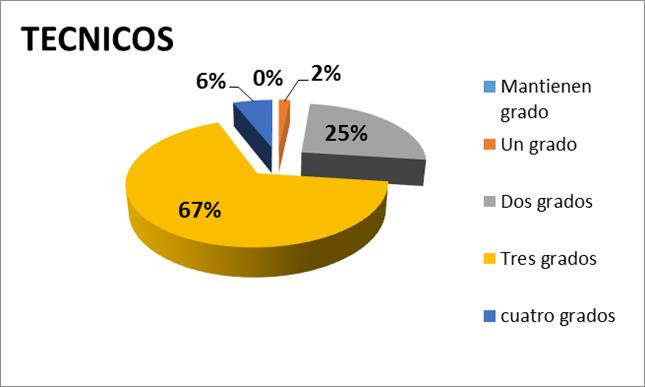 TECNICOS
6%
0%
2%
25%
67%
Mantienen
grado
Un grado
Dos grados
Tres grados
cuatro grados